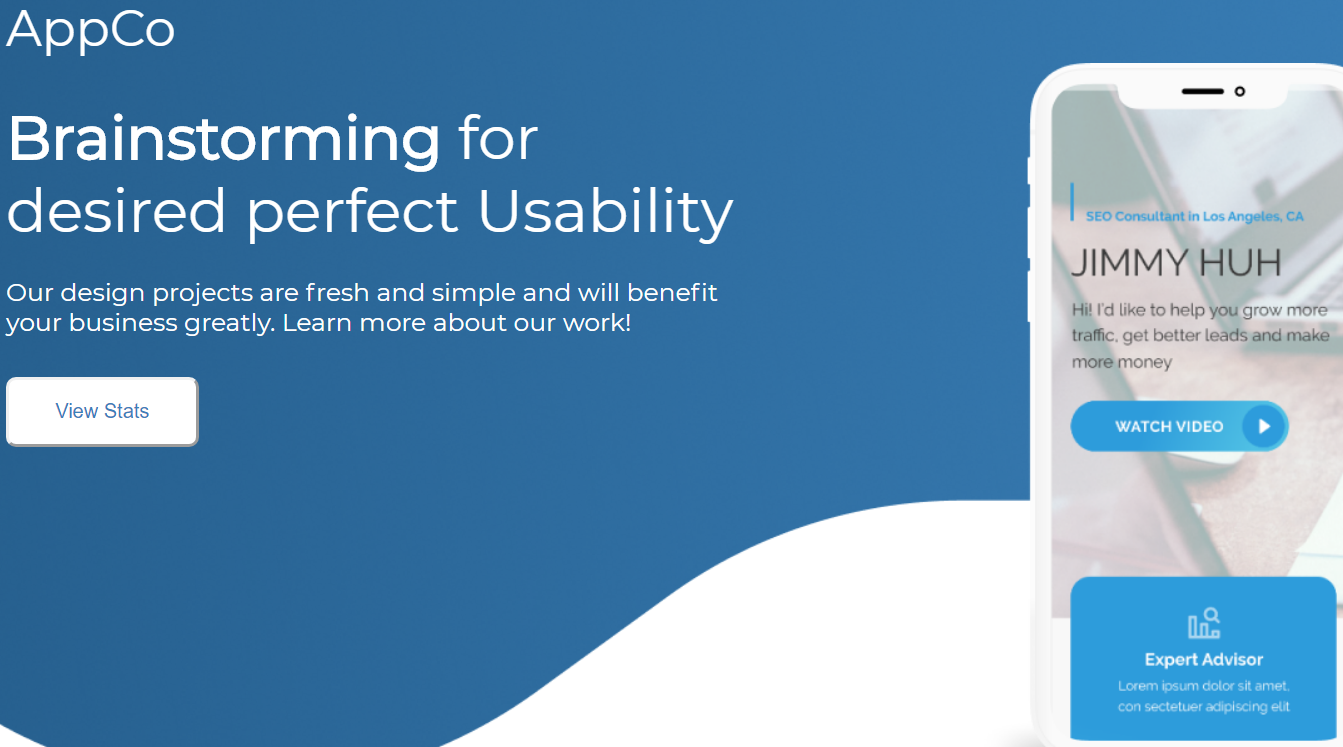 AppCo
Brainstorming for
desired perfect Usability
Our design projects are fresh and simple and will benefit
your business greatly. Learn more about our work!
View Stats
SEO Consultant in Los Angeles, CA
JIMMY HUH
Hi! I'd like to help you grow more
traffic, get better leads and make
more money
WATCH VIDEO
Expert Advisor
Lorem ipsum dolor sit amet,
con sectetuer adipiscing elit